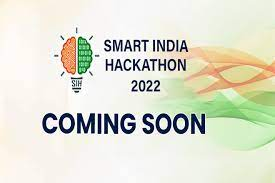 SMART INDIA
HACKATHON
2022
SIH
COMING SOON